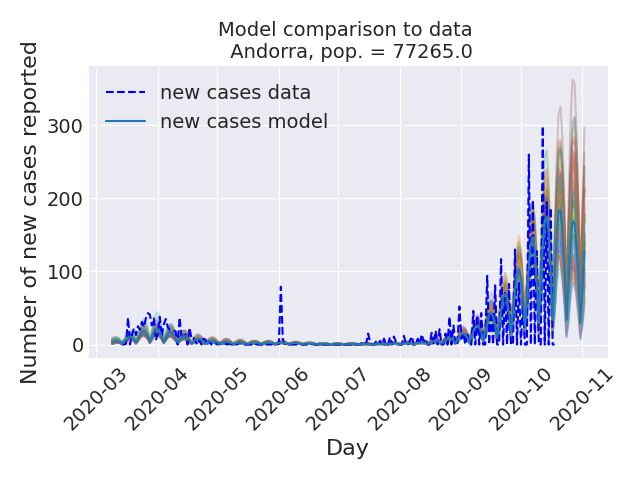 Model comparison to data
Andorra, pop. = 77265.0
new cases data
new cases model
Number of new cases reported
300
200
100
0
2020-03
2020-04
2020-05
2020-06
2020-07
2020-08
2020-09
2020-10
2020-11
Day